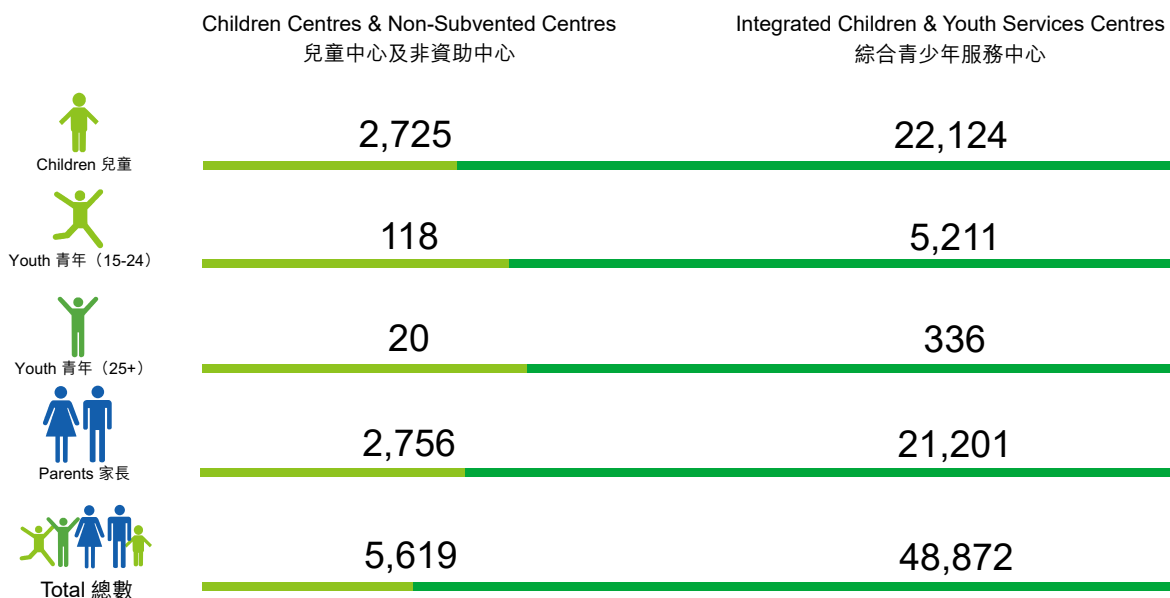 Children Centres & Non-Subvented Centres
兒童中心及非資助中心
Integrated Children & Youth Services Centres
綜合青少年服務中心
Children 兒童
2,725
22,124
Youth 青年（15-24）
118
5,211
Youth 青年（25+）
20
336
Parents 家長
2,756
21,201
Total 總數
5,619
48,872